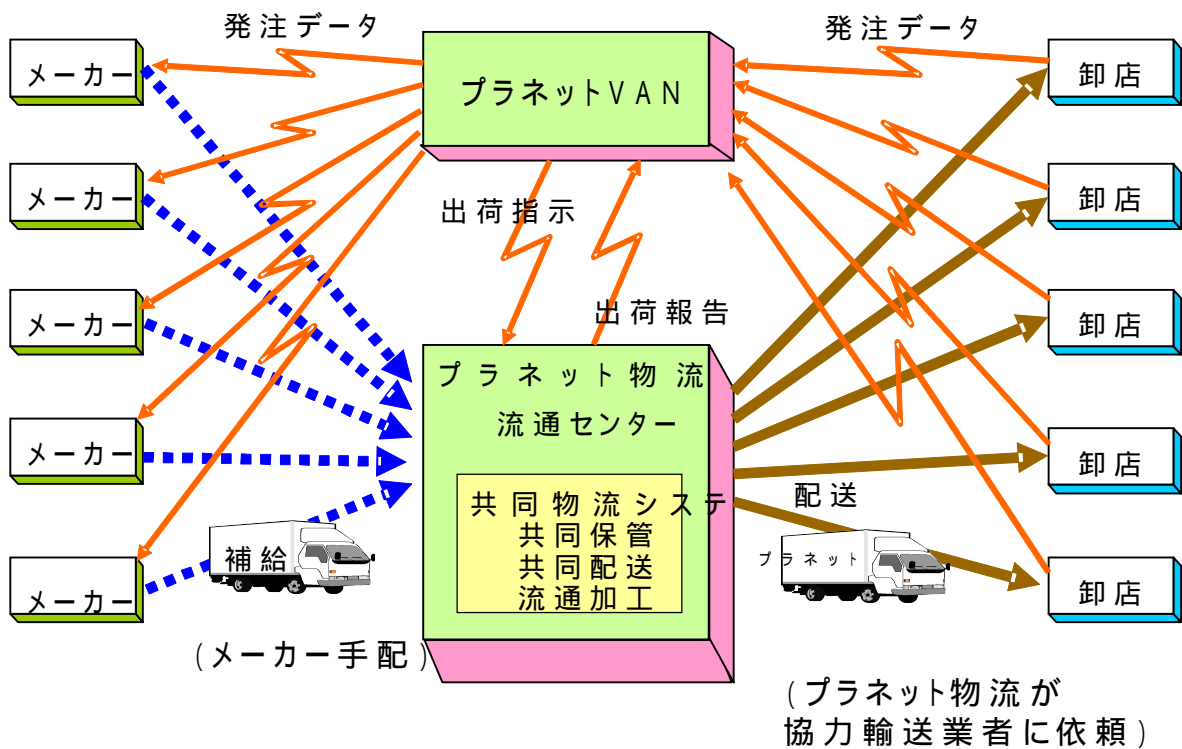 発注データ
発注データ
メーカー
プラネットVAN
卸店
メーカー
卸店
出荷指示
メーカー
卸店
出荷報告
プラネット物流
流通センター
メーカー
卸店
共同物流システ
配送
共同保管
共同配送
流通加工
補給
プラネット
メーカー
卸店
(メーカー手配)
(プラネット物流が
協力輸送業者に依頼)